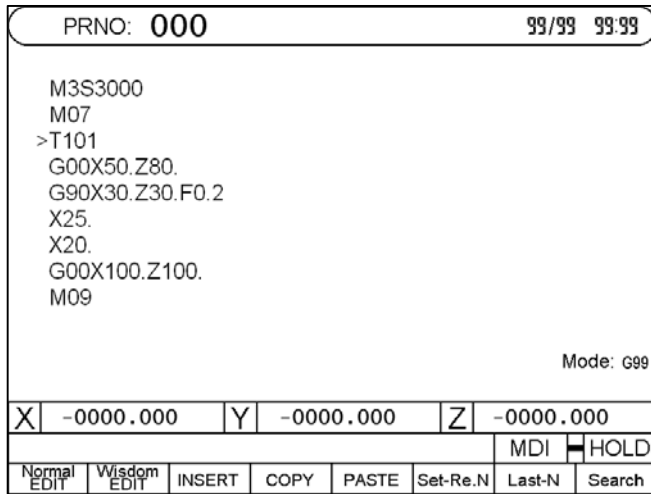 PRNO: 000 99/99 99:99
M3S3000
M07
>T101
G00X50.Z80.
G90X30.Z30.F0.2
X25.
X20.
G00X100.Z100.
M09
Mode: G99
X -0000.000 Y -0000.000 Z -0000.000
MDI HOLD
Normal EDIT Wisdom EDIT INSERT COPY PASTE Set-Re.N Last-N Search